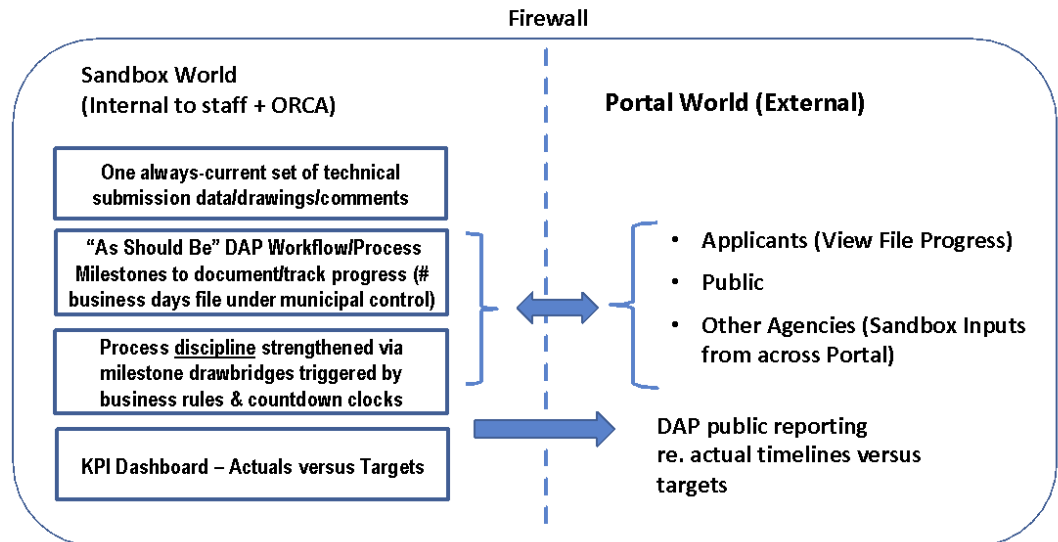 Firewall
Sandbox World
(Internal to staff + ORCA)
One always-current set of technical
submission data/drawings/comments
“As Should Be” DAP Workflow/Process
Milestones to document/track progress (#
business days file under municipal control)
Process discipline strengthened via
milestone drawbridges triggered by
business rules & countdown clocks
KPI Dashboard – Actuals versus Targets
Portal World (External)
• Applicants (View File Progress)
• Public
• Other Agencies (Sandbox Inputs
from across Portal)
DAP public reporting
re. actual timelines versus
targets